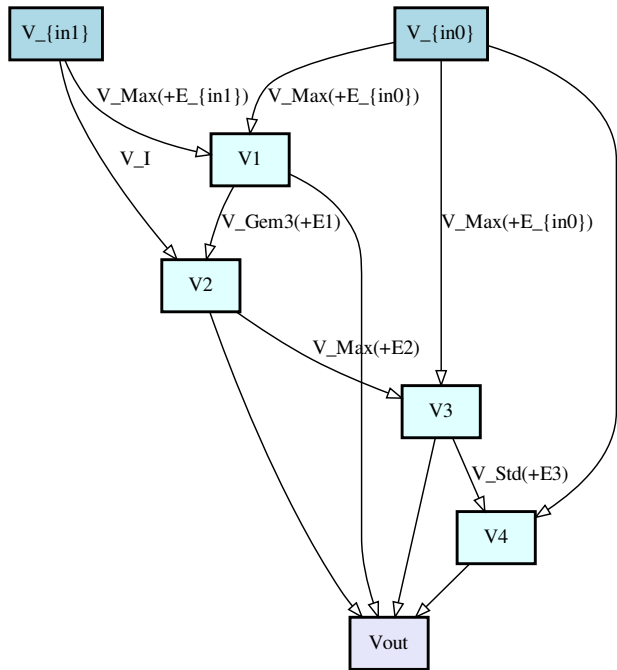 V_{in1}
V_{in0}
V_Max(+E_{in1})
V_Max(+E_{in0})
V_I
V1
V_Gem3(+E1)
V_Max(+E_{in0})
V2
V_Max(+E2)
V3
V_Std(+E3)
V4
Vout